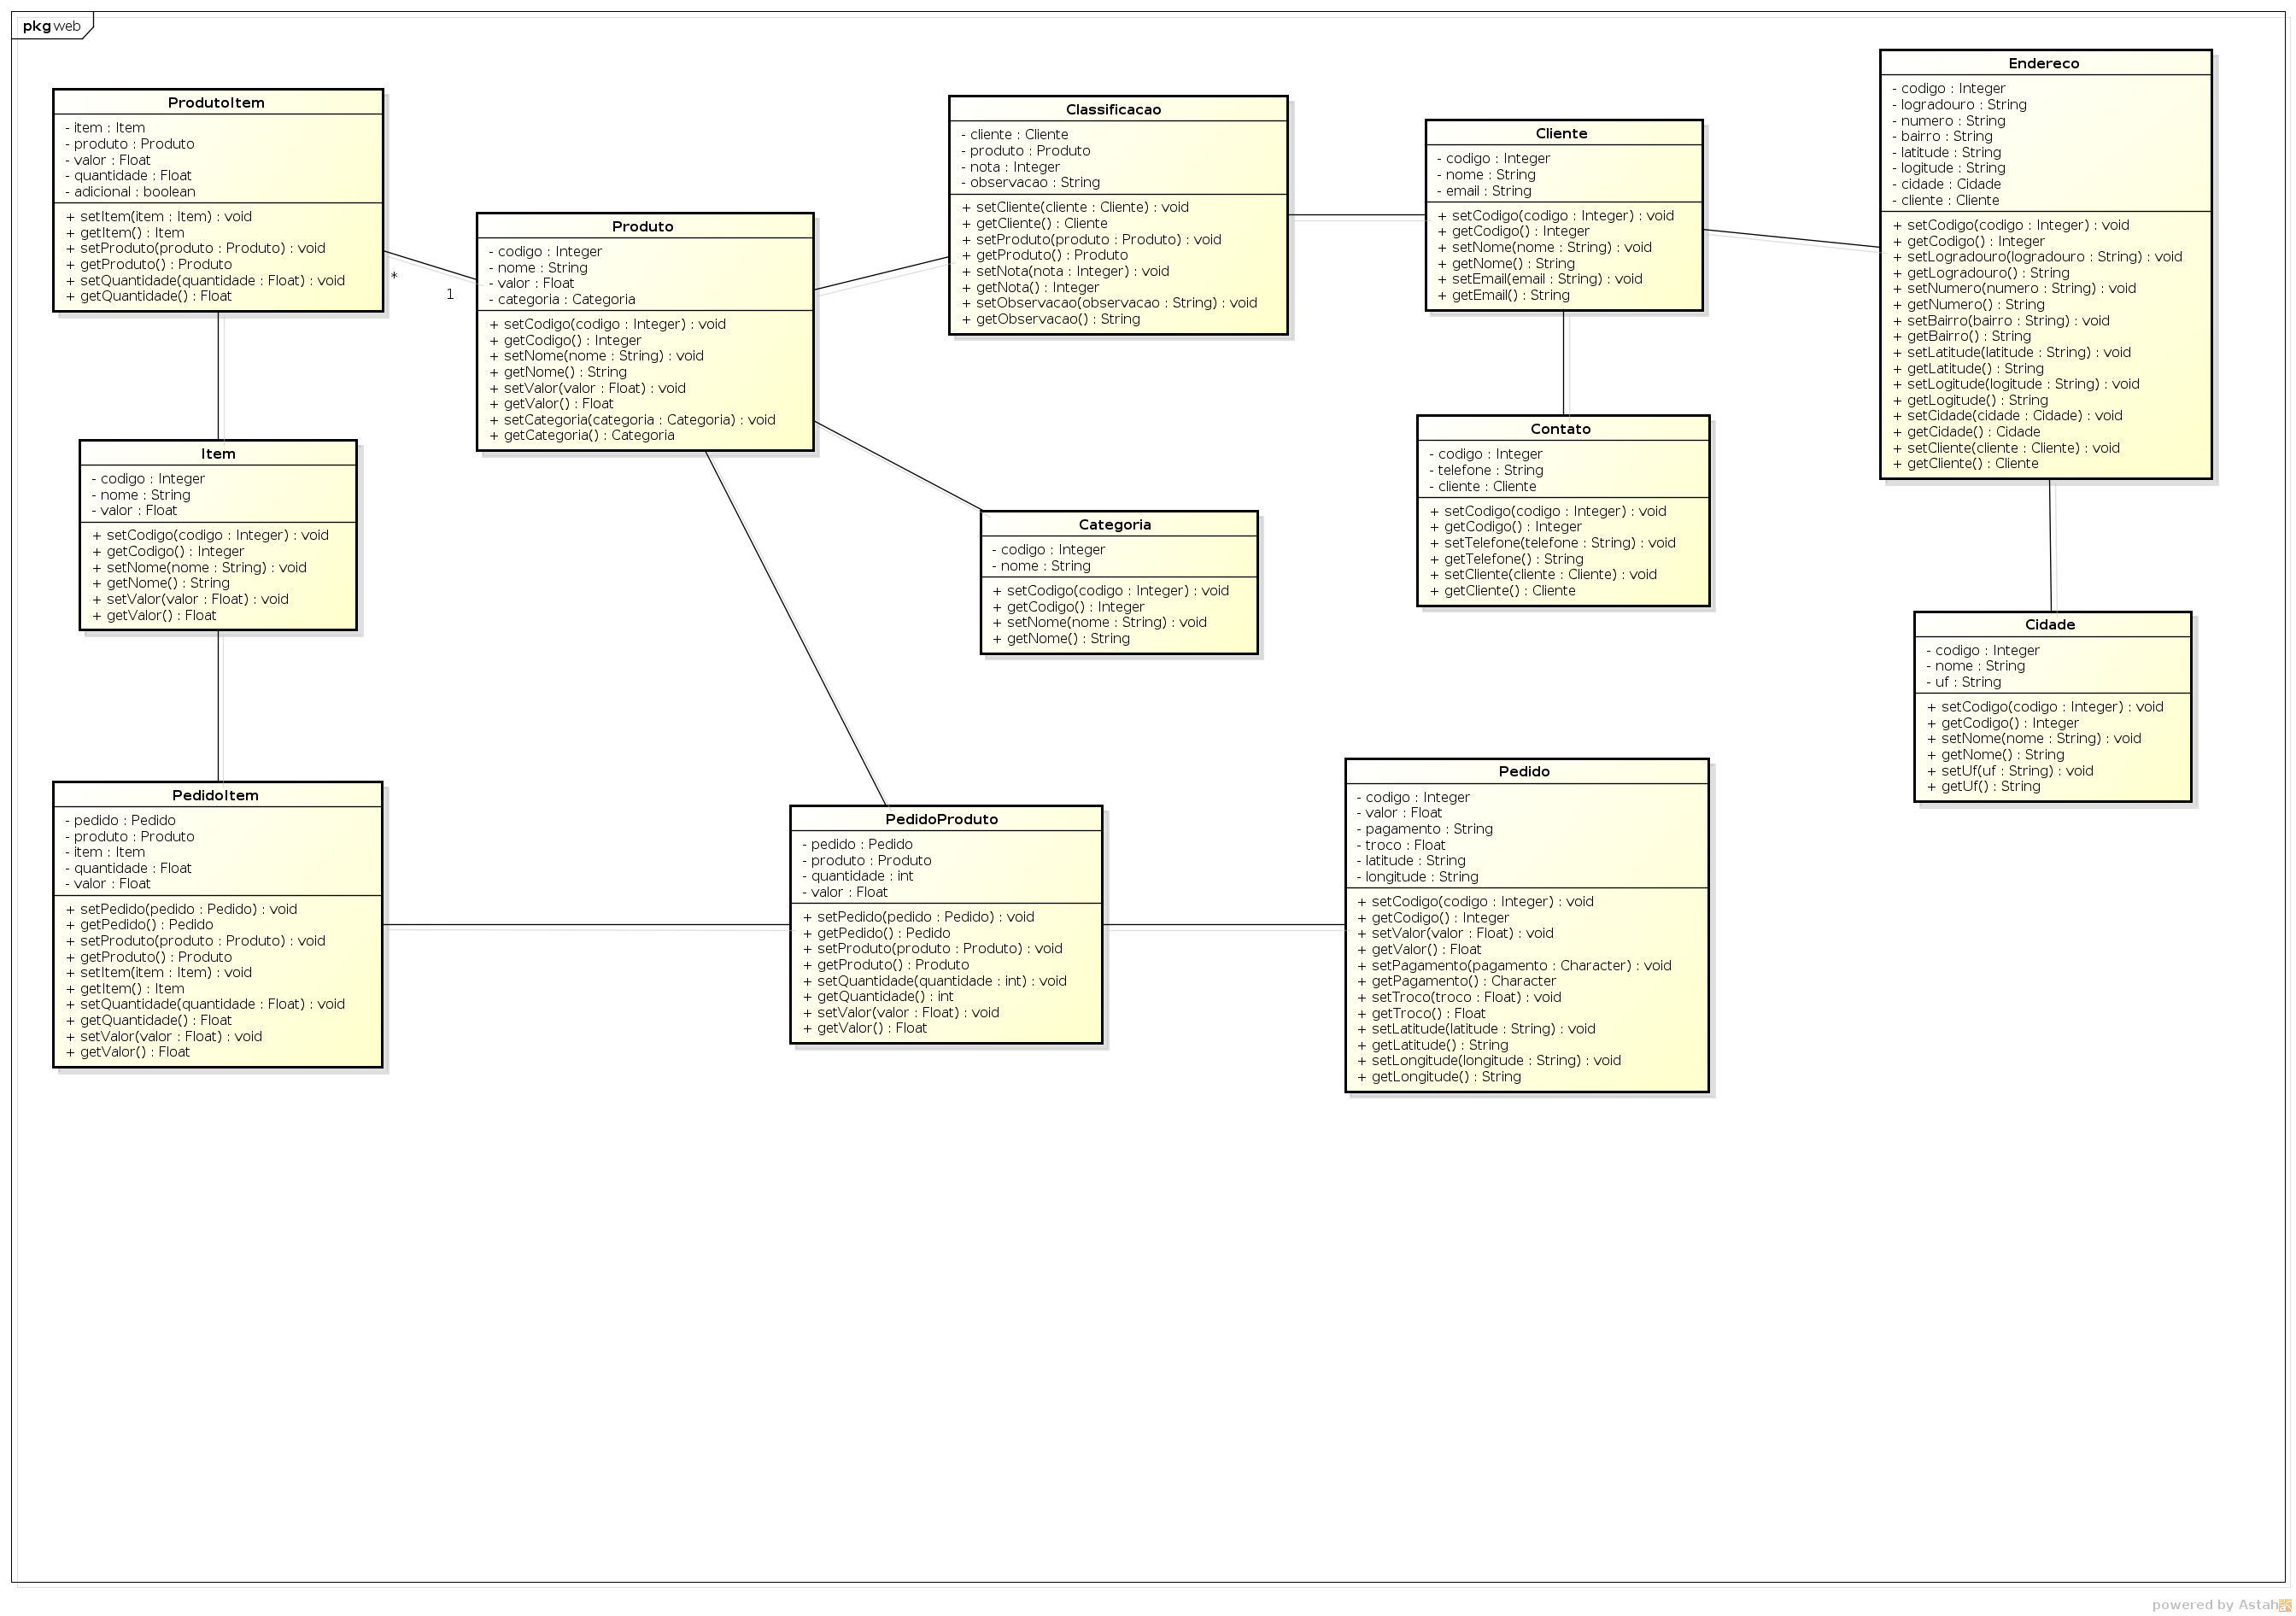 pkg web
ProdutoItem
- item : Item
- produto : Produto
- valor : Float
- quantidade : Float
- adicional : boolean
+ setItem(item : Item) : void
+ getItem() : Item
+ setProduto(produto : Produto) : void
+ getProduto() : Produto
+ setQuantidade(quantidade : Float) : void
+ getQuantidade() : Float
*
1
Produto
- codigo : Integer
- nome : String
- valor : Float
- categoria : Categoria
+ setCodigo(codigo : Integer) : void
+ getCodigo() : Integer
+ setNome(nome : String) : void
+ getNome() : String
+ setValor(valor : Float) : void
+ getValor() : Float
+ setCategoria(categoria : Categoria) : void
+ getCategoria() : Categoria
Classificacao
- cliente : Cliente
- produto : Produto
- nota : Integer
- observacao : String
+ setCliente(cliente : Cliente) : void
+ getCliente() : Cliente
+ setProduto(produto : Produto) : void
+ getProduto() : Produto
+ setNota(nota : Integer) : void
+ getNota() : Integer
+ setObservacao(observacao : String) : void
+ getObservacao() : String
Cliente
- codigo : Integer
- nome : String
- email : String
+ setCodigo(codigo : Integer) : void
+ getCodigo() : Integer
+ setNome(nome : String) : void
+ getNome() : String
+ setEmail(email : String) : void
+ getEmail() : String
Endereco
- codigo : Integer
- logradouro : String
- numero : String
- bairro : String
- latitude : String
- logitude : String
- cidade : Cidade
- cliente : Cliente
+ setCodigo(codigo : Integer) : void
+ getCodigo() : Integer
+ setLogradouro(logradouro : String) : void
+ getLogradouro() : String
+ setNumero(numero : String) : void
+ getNumero() : String
+ setBairro(bairro : String) : void
+ getBairro() : String
+ setLatitude(latitude : String) : void
+ getLatitude() : String
+ setLogitude(logitude : String) : void
+ getLogitude() : String
+ setCidade(cidade : Cidade) : void
+ getCidade() : Cidade
+ setCliente(cliente : Cliente) : void
+ getCliente() : Cliente
Item
- codigo : Integer
- nome : String
- valor : Float
+ setCodigo(codigo : Integer) : void
+ getCodigo() : Integer
+ setNome(nome : String) : void
+ getNome() : String
+ setValor(valor : Float) : void
+ getValor() : Float
Categoria
- codigo : Integer
- nome : String
+ setCodigo(codigo : Integer) : void
+ getCodigo() : Integer
+ setNome(nome : String) : void
+ getNome() : String
Contato
- codigo : Integer
- telefone : String
- cliente : Cliente
+ setCodigo(codigo : Integer) : void
+ getCodigo() : Integer
+ setTelefone(telefone : String) : void
+ getTelefone() : String
+ setCliente(cliente : Cliente) : void
+ getCliente() : Cliente
Cidade
- codigo : Integer
- nome : String
- uf : String
+ setCodigo(codigo : Integer) : void
+ getCodigo() : Integer
+ setNome(nome : String) : void
+ getNome() : String
+ setUf(uf : String) : void
+ getUf() : String
PedidoItem
- pedido : Pedido
- produto : Produto
- item : Item
- quantidade : Float
- valor : Float
+ setPedido(pedido : Pedido) : void
+ getPedido() : Pedido
+ setProduto(produto : Produto) : void
+ getProduto() : Produto
+ setItem(item : Item) : void
+ getItem() : Item
+ setQuantidade(quantidade : Float) : void
+ getQuantidade() : Float
+ setValor(valor : Float) : void
+ getValor() : Float
PedidoProduto
- pedido : Pedido
- produto : Produto
- quantidade : int
- valor : Float
+ setPedido(pedido : Pedido) : void
+ getPedido() : Pedido
+ setProduto(produto : Produto) : void
+ getProduto() : Produto
+ setQuantidade(quantidade : int) : void
+ getQuantidade() : int
+ setValor(valor : Float) : void
+ getValor() : Float
Pedido
- codigo : Integer
- valor : Float
- pagamento : String
- troco : Float
- latitude : String
- longitude : String
+ setCodigo(codigo : Integer) : void
+ getCodigo() : Integer
+ setValor(valor : Float) : void
+ getValor() : Float
+ setPagamento(pagamento : Character) : void
+ getPagamento() : Character
+ setTroco(troco : Float) : void
+ getTroco() : Float
+ setLatitude(latitude : String) : void
+ getLatitude() : String
+ setLongitude(longitude : String) : void
+ getLongitude() : String
powered by Astah